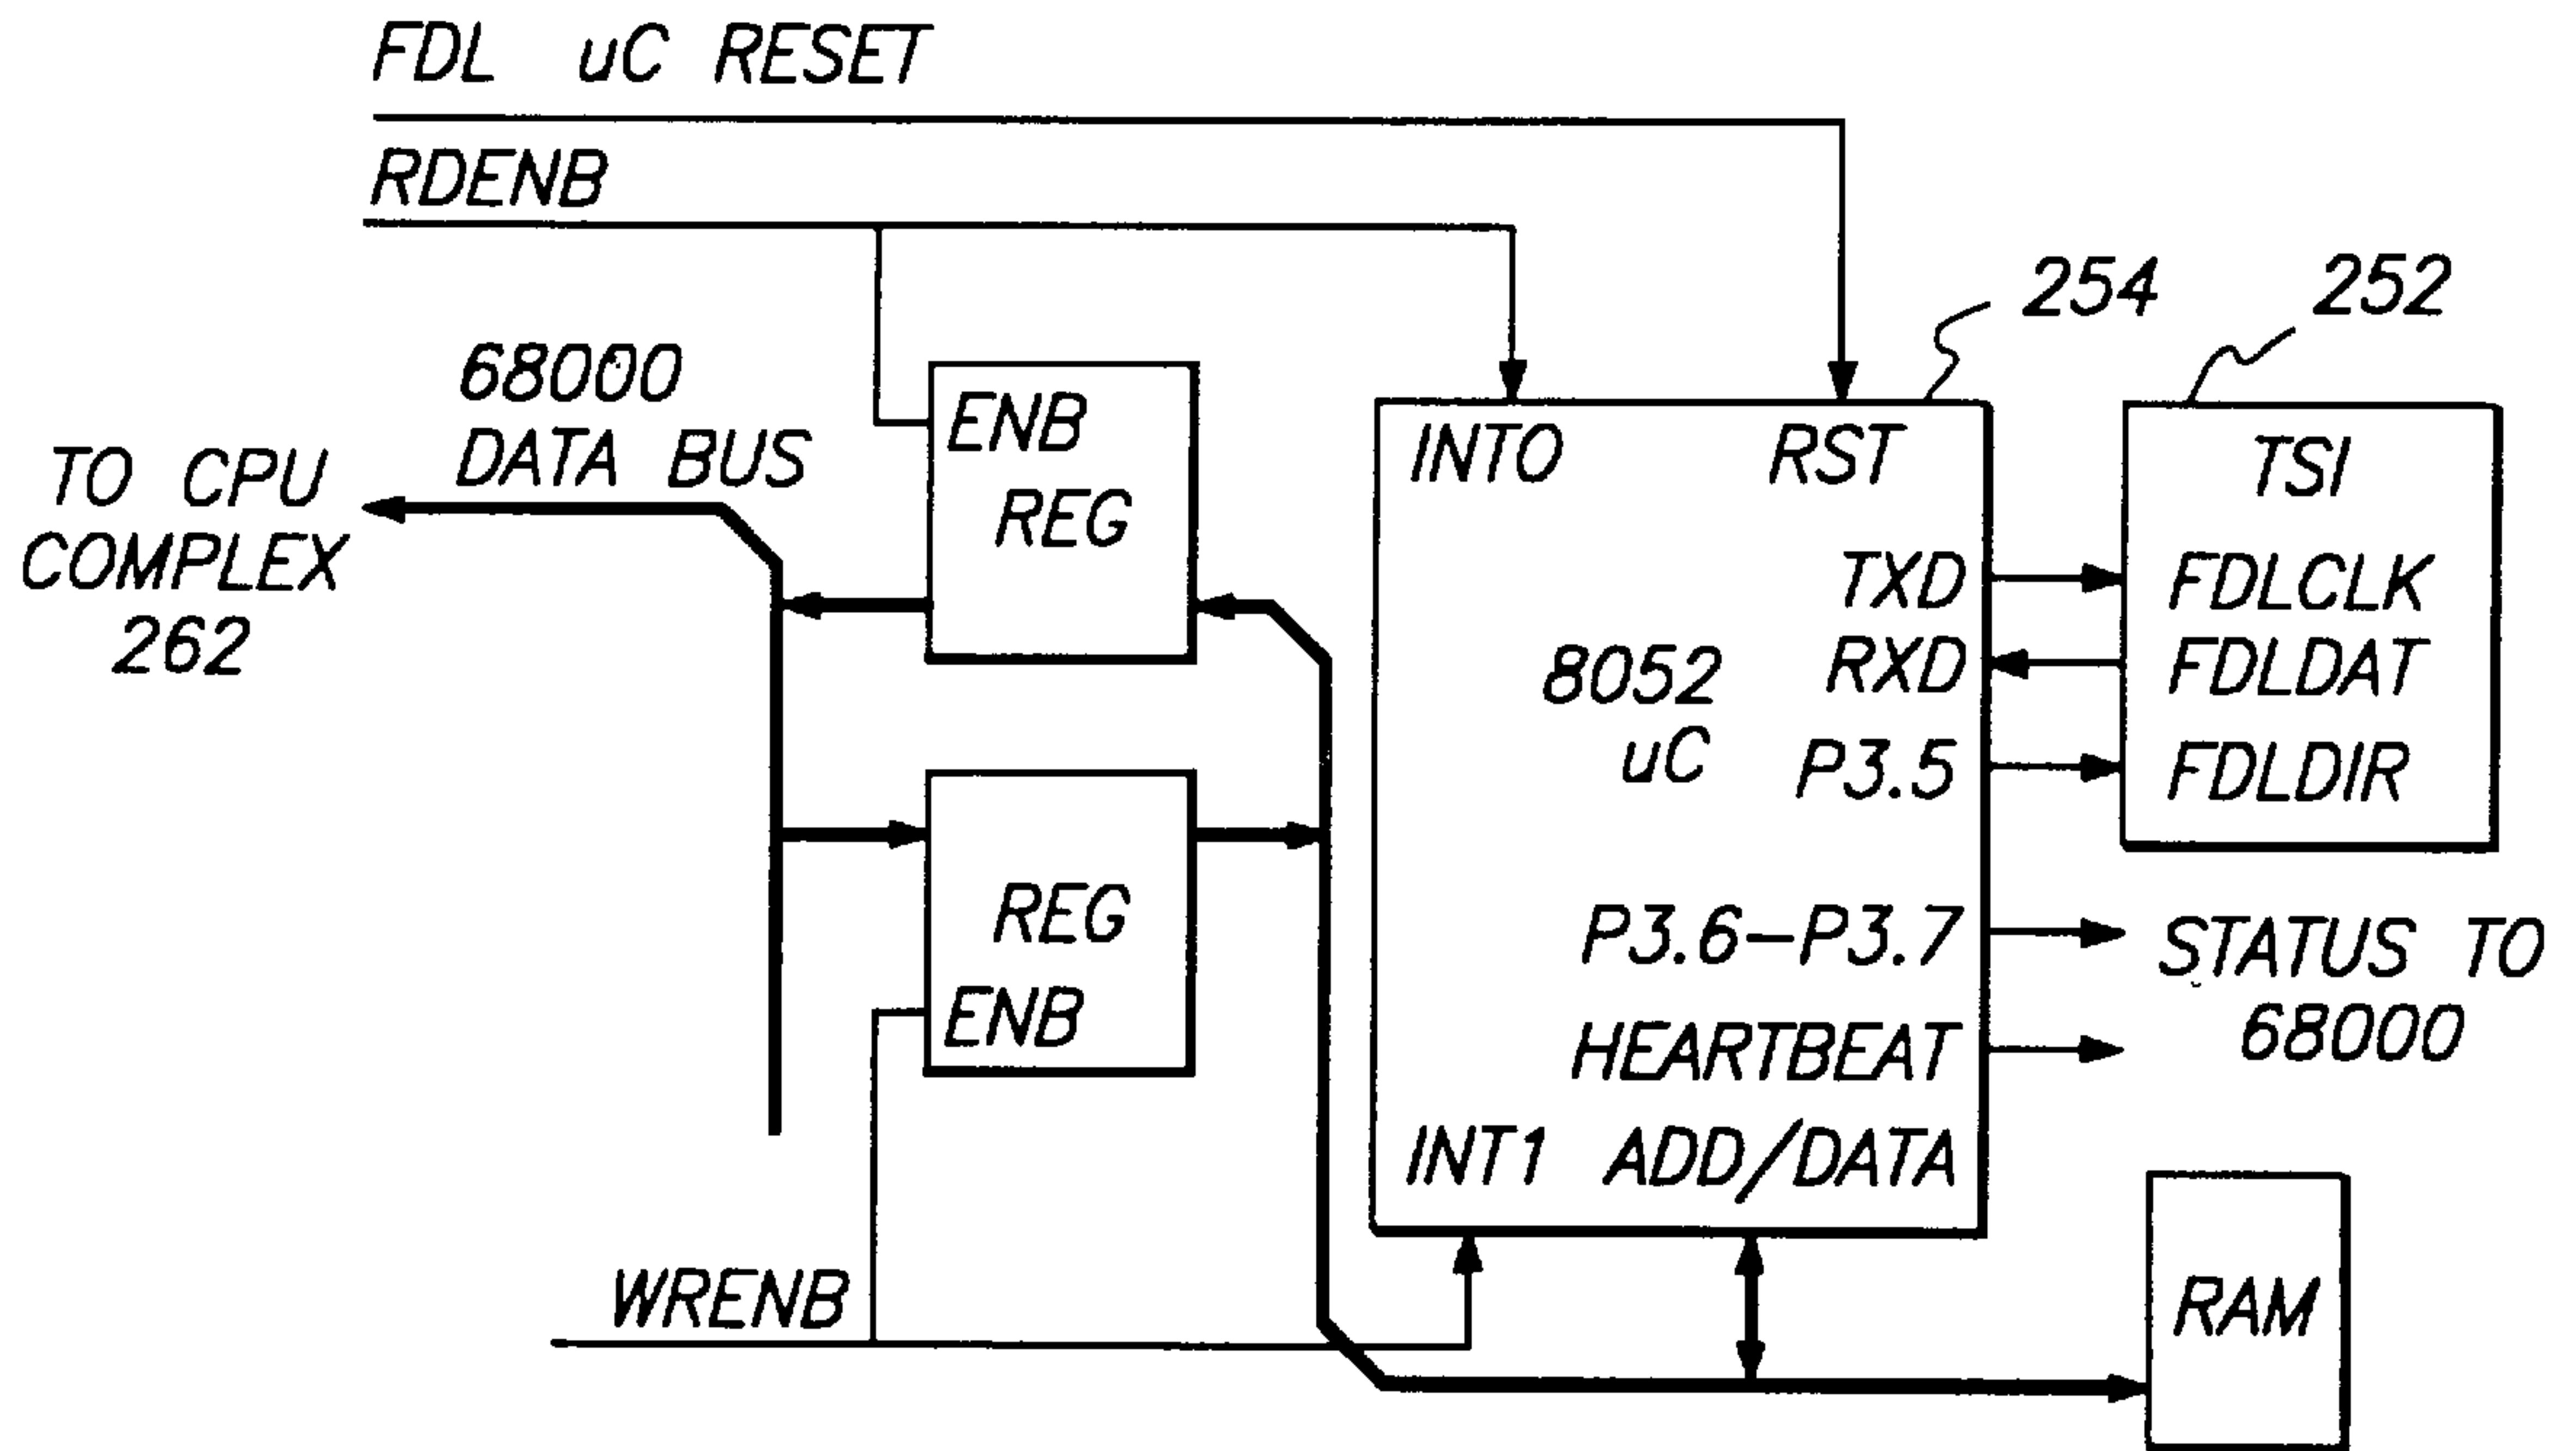 FDL uC RESET
RDENB
254
252
68000
DATA BUS
TO CPU
COMPLEX
262
ENB
REG
INTO
RST
TSI
TXD
FDLCLK
RXD
FDLDAT
8052
uC
P3.5
FDLDIR
REG
ENB
P3.6-P3.7
STATUS TO
68000
HEARTBEAT
INT1
ADD/DATA
WRENB
RAM